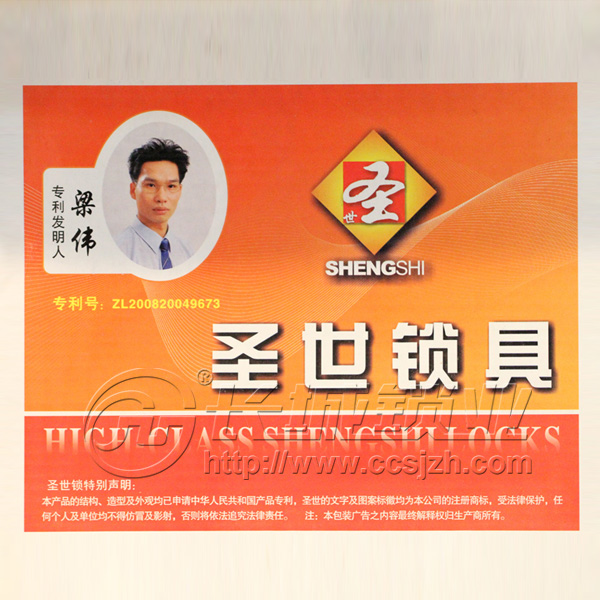 专利发明人
梁伟
圣
世
SHENGSHI
专利号：ZL200820049673
圣世锁具
®长城锁业
HIGH-CLASS SHENGSHI LOCKS
http://www.ccsjzh.com
圣世锁特别声明：
本产品的结构、造型及外观均已申请中华人民共和国产品专利，圣世的文字及图案标徽均为本公司的注册商标，受法律保护，任
何个人及单位均不得仿冒及影射，否则将依法追究法律责任。 注：本包装广告之内容最终解释权归生产商所有。